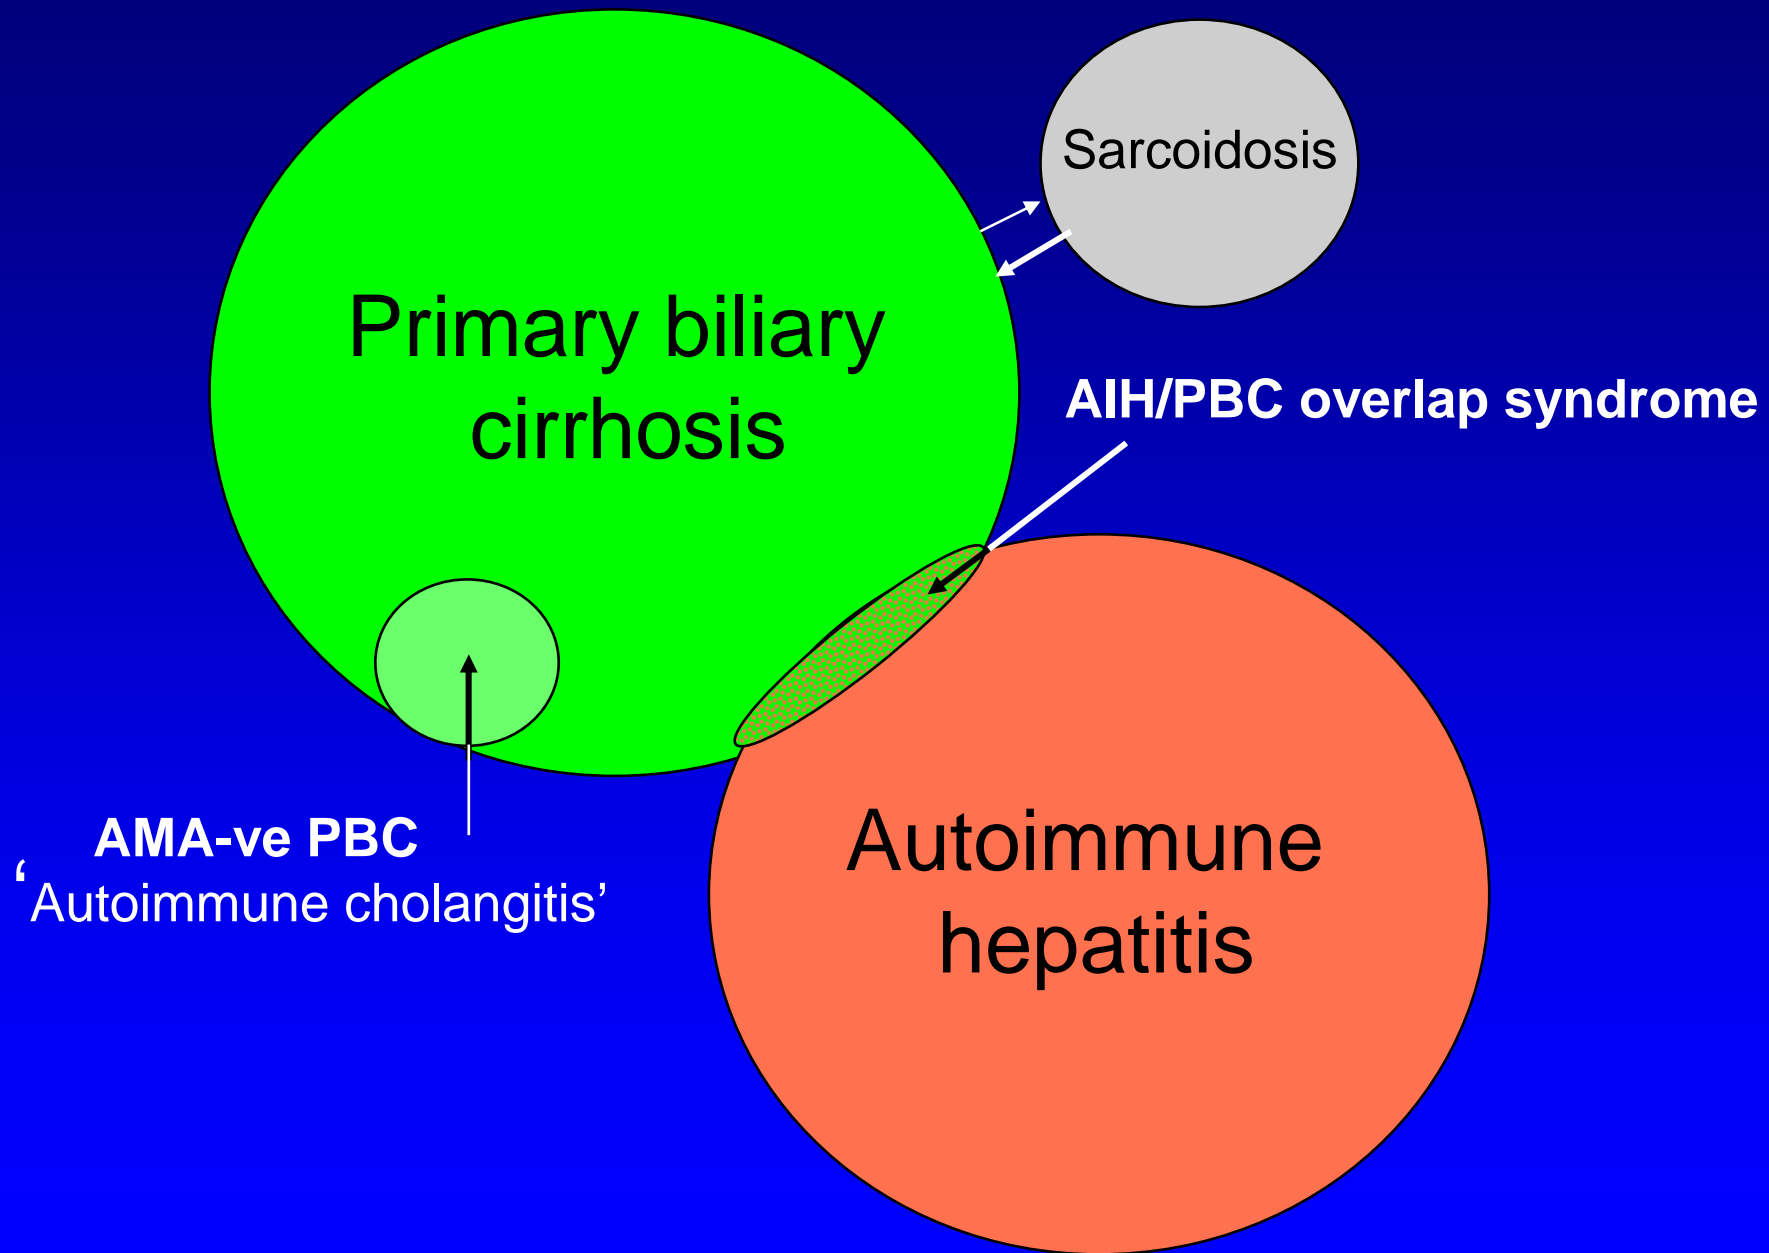 Sarcoidosis
Primary biliary
cirrhosis
AIH/PBC overlap syndrome
AMA-ve PBC
‘Autoimmune cholangitis’
Autoimmune
hepatitis